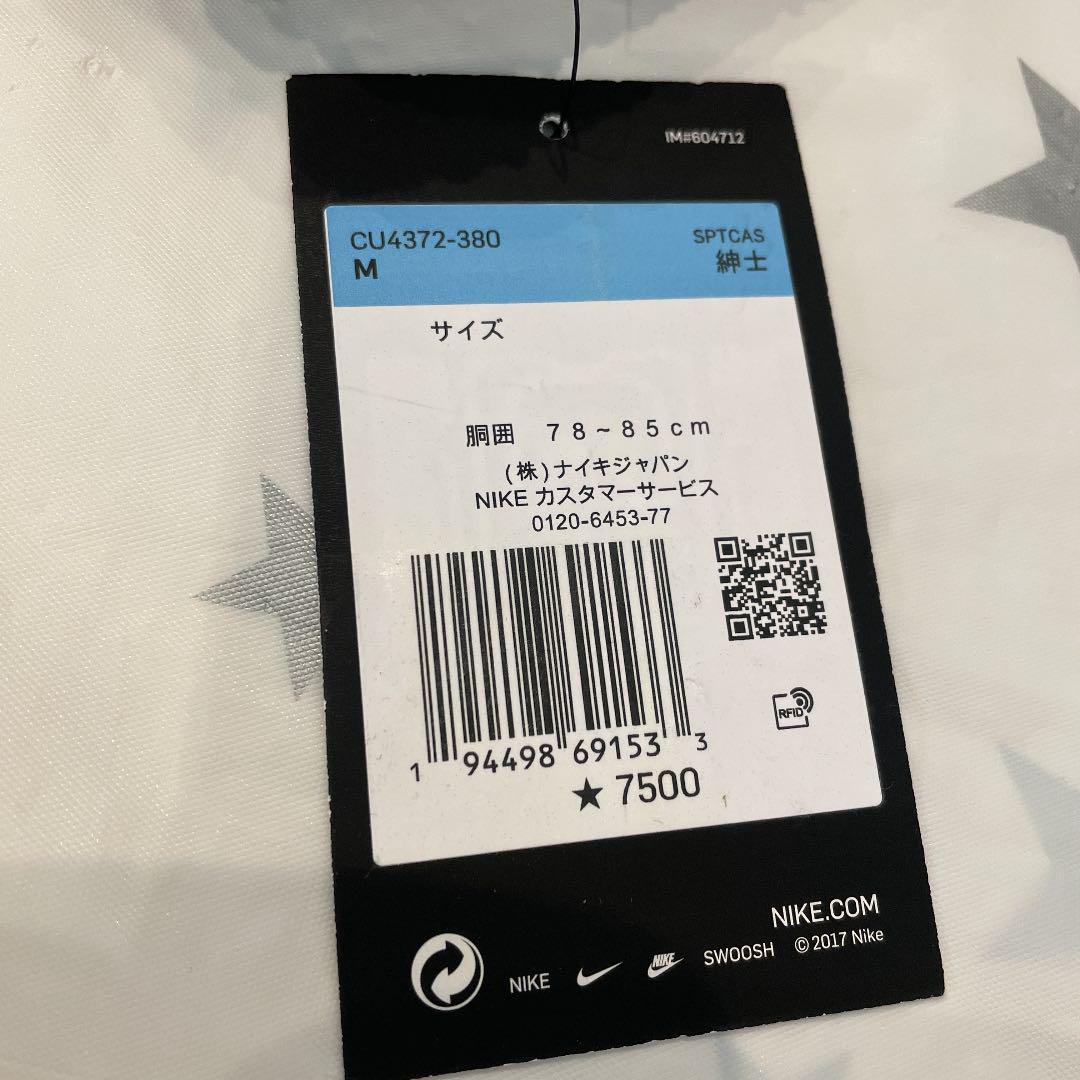 IM#604712
CU4372-380
SPTCAS
M
紳士
サイズ
胴囲　７８~８５ｃｍ
(株)ナイキジャパン
NIKE カスタマーサービス
0120-6453-77
RFID
1 94498 69153 3
★ 7500
NIKE.COM
NIKE NIKE SWOOSH ©2017 Nike